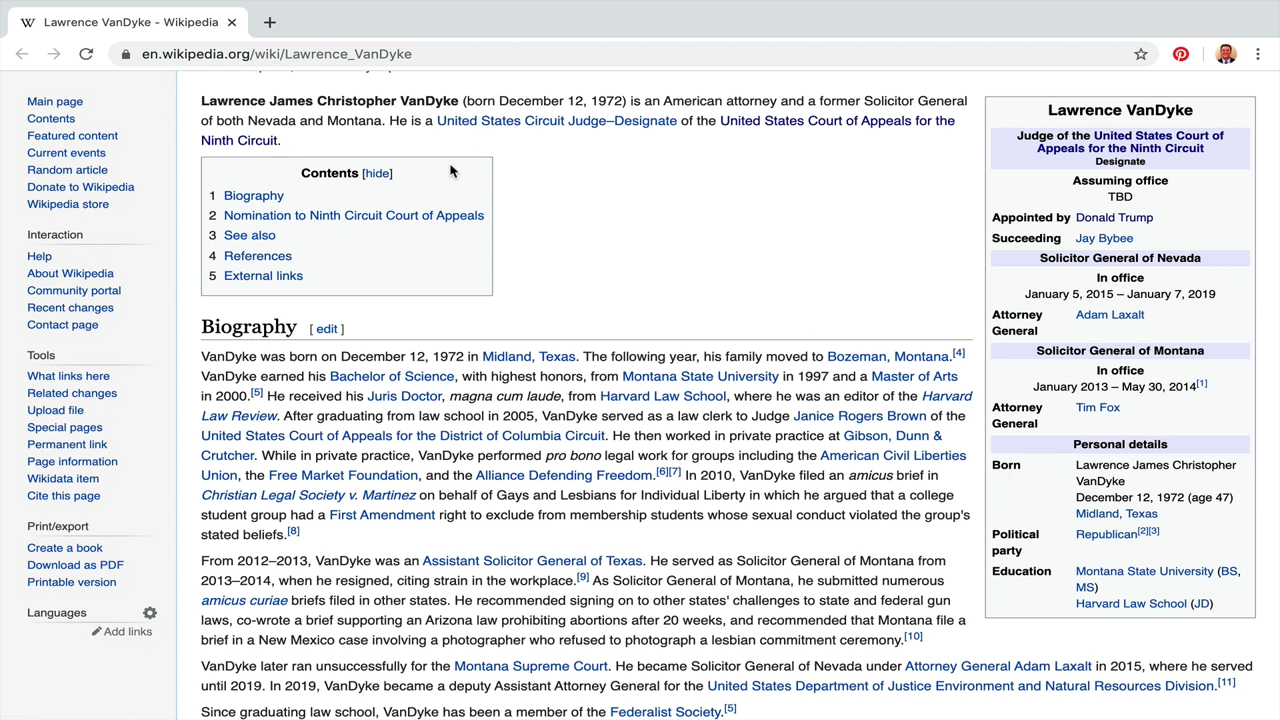 Lawrence VanDyke - Wikipedia
en.wikipedia.org/wiki/Lawrence_VanDyke
Main page
Contents
Featured content
Current events
Random article
Donate to Wikipedia
Wikipedia store
Interaction
Help
About Wikipedia
Community portal
Recent changes
Contact page
Tools
What links here
Related changes
Upload file
Special pages
Permanent link
Page information
Wikidata item
Cite this page
Print/export
Create a book
Download as PDF
Printable version
Languages
Add links
Lawrence James Christopher VanDyke (born December 12, 1972) is an American attorney and a former Solicitor General
of both Nevada and Montana. He is a United States Circuit Judge–Designate of the United States Court of Appeals for the
Ninth Circuit.
Contents [hide]
1 Biography
2 Nomination to Ninth Circuit Court of Appeals
3 See also
4 References
5 External links
Biography [ edit ]
VanDyke was born on December 12, 1972 in Midland, Texas. The following year, his family moved to Bozeman, Montana.[4]
VanDyke earned his Bachelor of Science, with highest honors, from Montana State University in 1997 and a Master of Arts
in 2000.[5] He received his Juris Doctor, magna cum laude, from Harvard Law School, where he was an editor of the Harvard
Law Review. After graduating from law school in 2005, VanDyke served as a law clerk to Judge Janice Rogers Brown of the
United States Court of Appeals for the District of Columbia Circuit. He then worked in private practice at Gibson, Dunn &
Crutcher. While in private practice, VanDyke performed pro bono legal work for groups including the American Civil Liberties
Union, the Free Market Foundation, and the Alliance Defending Freedom.[6][7] In 2010, VanDyke filed an amicus brief in
Christian Legal Society v. Martinez on behalf of Gays and Lesbians for Individual Liberty in which he argued that a college
student group had a First Amendment right to exclude from membership students whose sexual conduct violated the group's
stated beliefs.[8]
From 2012–2013, VanDyke was an Assistant Solicitor General of Texas. He served as Solicitor General of Montana from
2013–2014, when he resigned, citing strain in the workplace.[9] As Solicitor General of Montana, he submitted numerous
amicus curiae briefs filed in other states. He recommended signing on to other states' challenges to state and federal gun
laws, co-wrote a brief supporting an Arizona law prohibiting abortions after 20 weeks, and recommended that Montana file a
brief in a New Mexico case involving a photographer who refused to photograph a lesbian commitment ceremony.[10]
VanDyke later ran unsuccessfully for the Montana Supreme Court. He became Solicitor General of Nevada under Attorney General Adam Laxalt in 2015, where he served
until 2019. In 2019, VanDyke became a deputy Assistant Attorney General for the United States Department of Justice Environment and Natural Resources Division.[11]
Since graduating law school, VanDyke has been a member of the Federalist Society.[5]
Lawrence VanDyke
Judge of the United States Court of
Appeals for the Ninth Circuit
Designate
Assuming office
TBD
Appointed by Donald Trump
Succeeding Jay Bybee
Solicitor General of Nevada
In office
January 5, 2015 – January 7, 2019
Attorney Adam Laxalt
General
Solicitor General of Montana
In office
January 2013 – May 30, 2014[1]
Attorney Tim Fox
General
Personal details
Born Lawrence James Christopher
VanDyke
December 12, 1972 (age 47)
Midland, Texas
Political Republican[2][3]
party
Education Montana State University (BS,
MS)
Harvard Law School (JD)